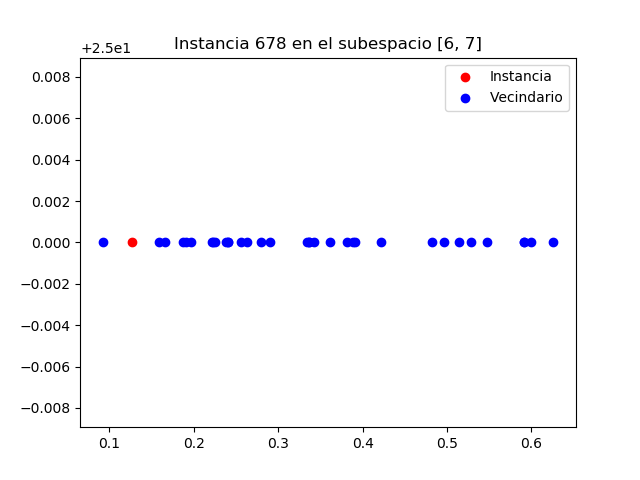 Instancia 678 en el subespacio [6, 7]
+2.5e1
Instancia
Vecindario
0.008
0.006
0.004
0.002
0.000
−0.002
−0.004
−0.006
−0.008
0.1 0.2 0.3 0.4 0.5 0.6